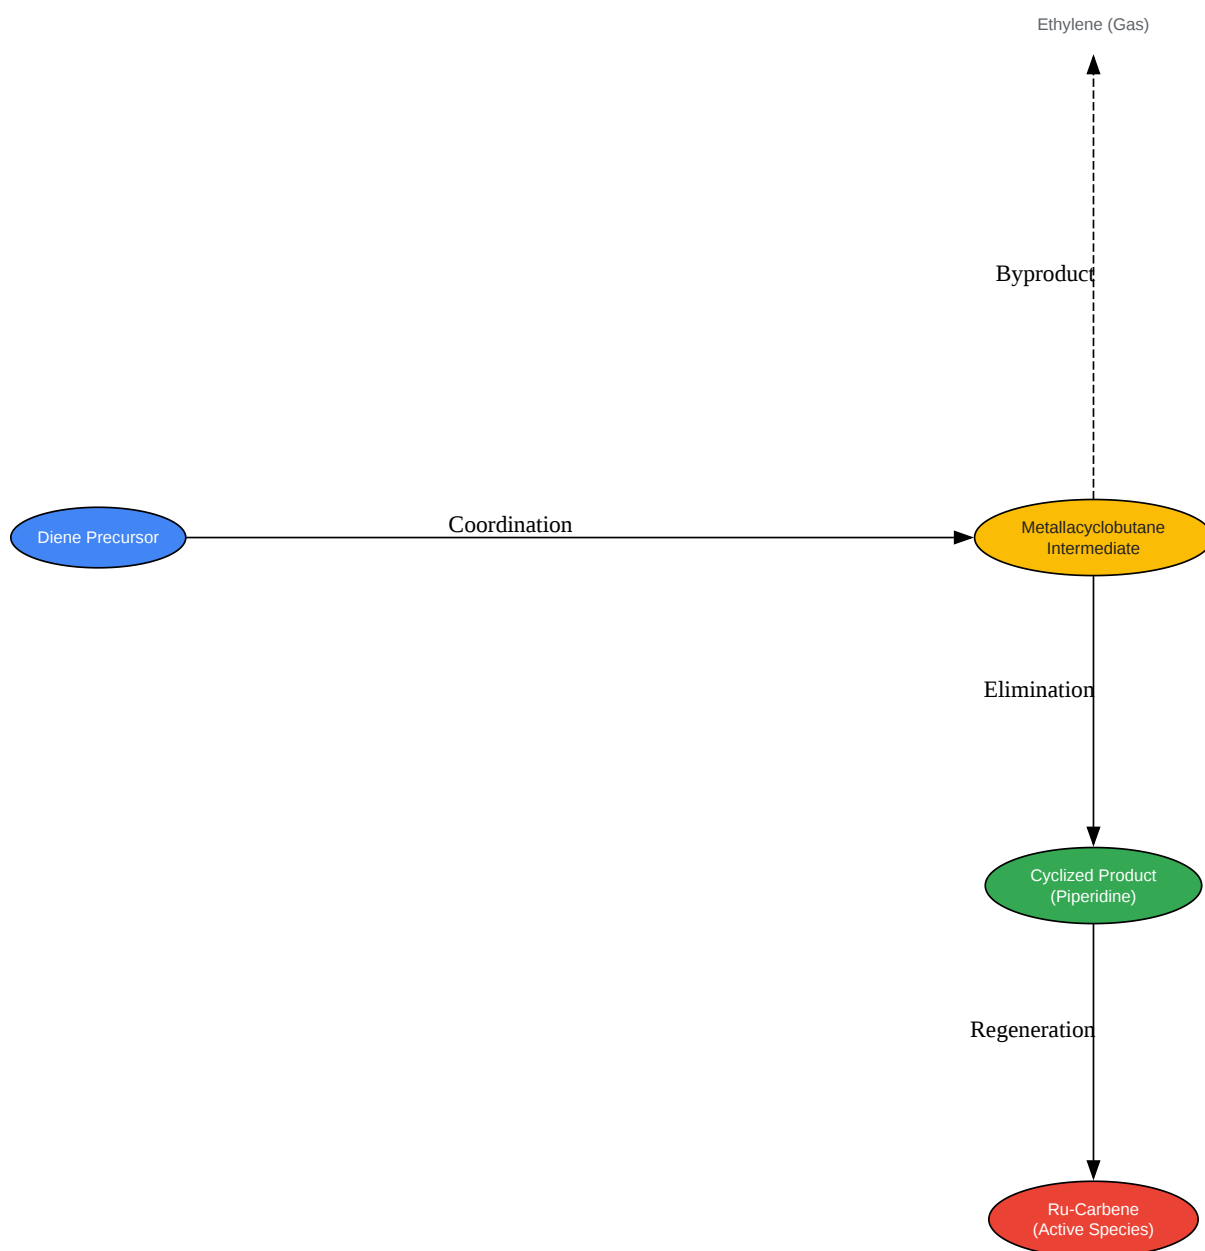 Ethylene (Gas)
Byproduct
Coordination
Diene Precursor
Metallacyclobutane
Intermediate
Elimination
Cyclized Product
(Piperidine)
Regeneration
Ru-Carbene
(Active Species)